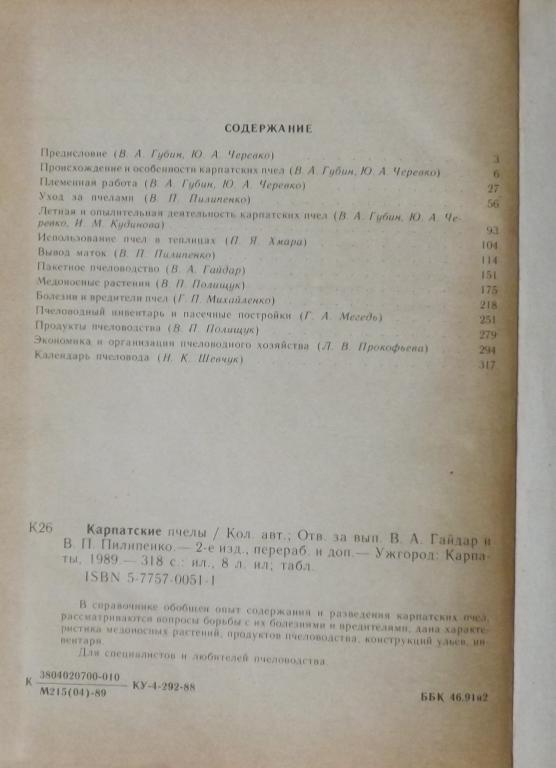 СОДЕРЖАНИЕ
Предисловие (В. А. Губин, Ю. А. Черевко) 3
Происхождение и особенности карпатских пчел (В. А. Губин, Ю. А. Черевко) 6
Племенная работа (В. А. Губин, Ю. А. Черевко) 27
Уход за пчелами (В. П. Пилипенко) 56
Летная и опылительная деятельность карпатских пчел (В. А. Губин, Ю. А. Че-
ревко, И. М. Кудинова) 93
Использование пчел в теплицах (П. Я. Хмара) 104
Вывод маток (В. П. Пилипенко) 114
Пакетное пчеловодство (В. А. Гайдар) 151
Медоносные растения (В. П. Полищук) 175
Болезни и вредители пчел (Г. П. Михайленко) 218
Пчеловодный инвентарь и пасечные постройки (Г. А. Мегедь) 251
Продукты пчеловодства (В. П. Полищук) 279
Экономика и организация пчеловодного хозяйства (Л. В. Прокофьева) 294
Календарь пчеловода (И. К. Шевчук) 317
К26 Карпатские пчелы / Кол. авт.; Отв. за вып. В. А. Гайдар и
В. П. Пилипенко.— 2-е изд., перераб. и доп.— Ужгород: Карпа-
ты, 1989.— 318 с.: ил., 8 л. ил; табл.
ISBN 5-7757-0051-1
В справочнике обобщен опыт содержания и разведения карпатских пчел,
рассматриваются вопросы борьбы с их болезнями и вредителями, дана характе-
ристика медоносных растений, продуктов пчеловодства, конструкций ульев, ин-
вентаря.
Для специалистов и любителей пчеловодства.
К 3804020700-010 КУ-4-292-88
М215(04)-89
ББК 46.91я2